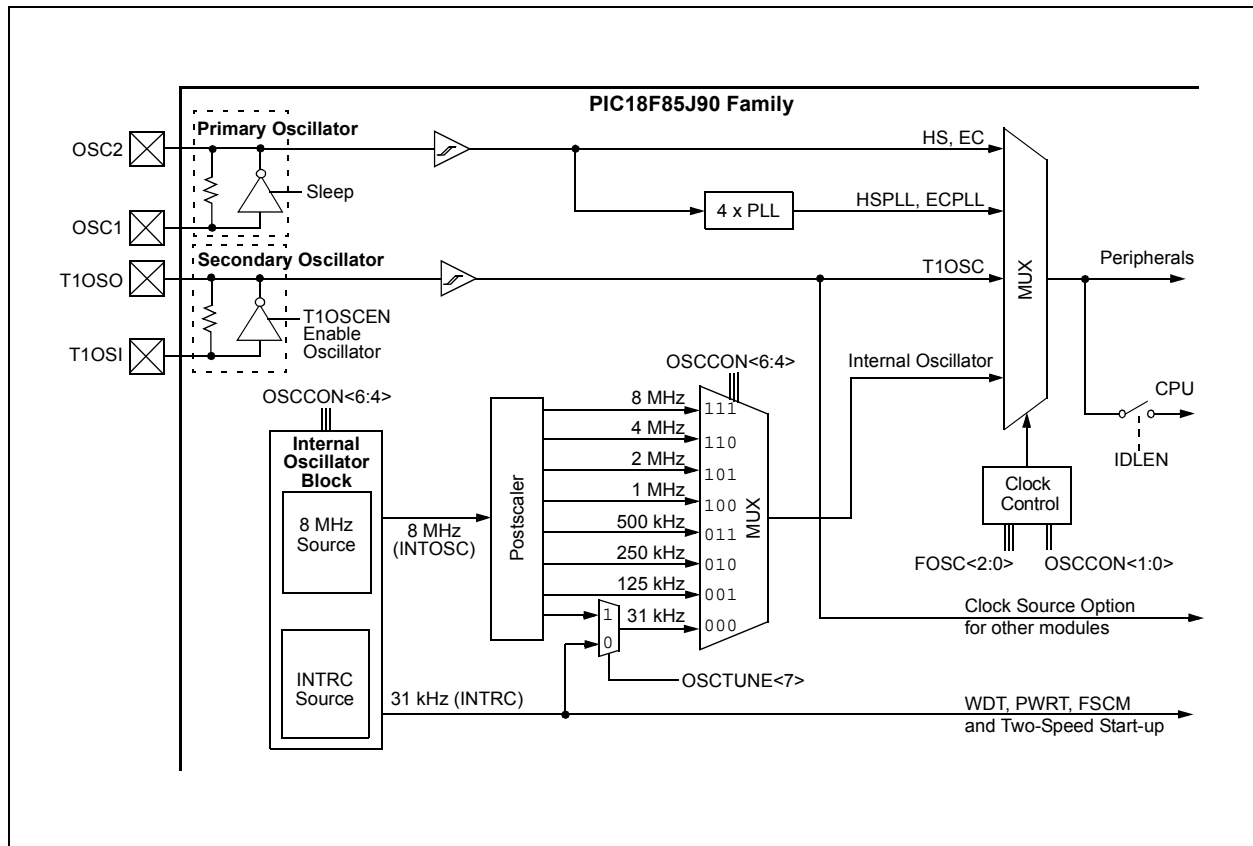 PIC18F85J90 Family
Primary Oscillator
OSC2
HS, EC
Sleep
4 x PLL
HSPLL, ECPLL
OSC1
Secondary Oscillator
T1OSO
T1OSC
MUX
Peripherals
T1OSCEN
Enable
Oscillator
T1OSI
OSCCON<6:4>
OSCCON<6:4>
Internal Oscillator
CPU
IDLEN
Clock
Control
FOSC<2:0>
OSCCON<1:0>
Internal
Oscillator
Block
8 MHz
Source
8 MHz
(INTOSC)
Postscaler
8 MHz
111
4 MHz
110
2 MHz
101
1 MHz
100
500 kHz
011
250 kHz
010
125 kHz
001
1
31 kHz
000
0
MUX
Clock Source Option
for other modules
OSCTUNE<7>
INTRC
Source
31 kHz (INTRC)
WDT, PWRT, FSCM
and Two-Speed Start-up